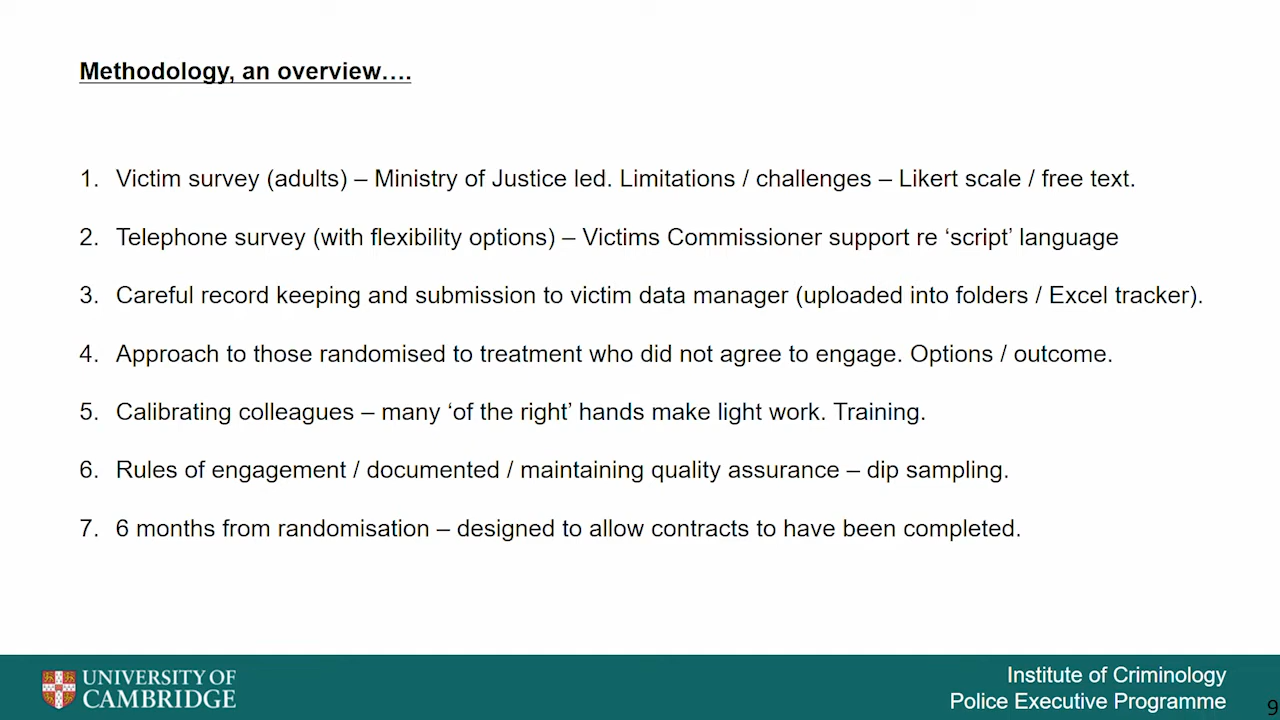 Methodology, an overview….
1. Victim survey (adults) – Ministry of Justice led. Limitations / challenges – Likert scale / free text.
2. Telephone survey (with flexibility options) – Victims Commissioner support re ‘script’ language
3. Careful record keeping and submission to victim data manager (uploaded into folders / Excel tracker).
4. Approach to those randomised to treatment who did not agree to engage. Options / outcome.
5. Calibrating colleagues – many ‘of the right’ hands make light work. Training.
6. Rules of engagement / documented / maintaining quality assurance – dip sampling.
7. 6 months from randomisation – designed to allow contracts to have been completed.
UNIVERSITY OF
CAMBRIDGE
Institute of Criminology
Police Executive Programme
9